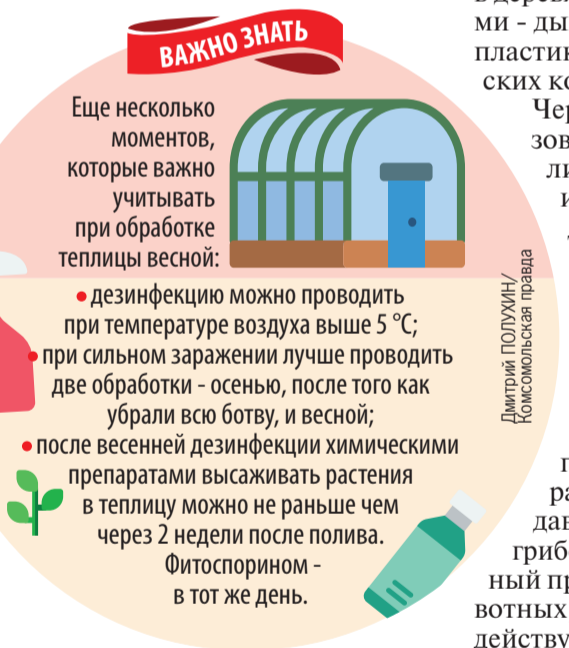 ВАЖНО ЗНАТЬ
Еще несколько
моментов,
которые важно
учитывать
при обработке
теплицы весной:
• дезинфекцию можно проводить
при температуре воздуха выше 5 °С;
• при сильном заражении лучше проводить
две обработки - осенью, после того как
убрали всю ботву, и весной;
• после весенней дезинфекции химическими
препаратами высаживать растения
в теплицу можно не раньше чем
через 2 недели после полива.
Фитоспорином -
в тот же день.
Дмитрий ПОЛУХИН/
Комсомольская правда
ми - ды
пластик
ских ко
Чер
зов
ли
ра
дав
гриб
ный пр
вотных
действу